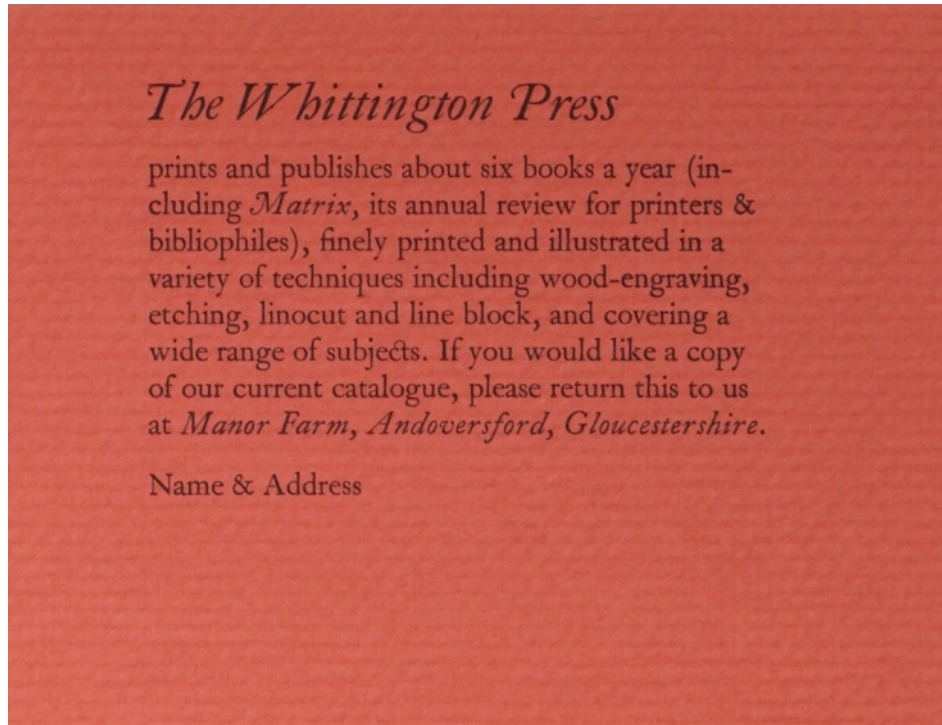 The Whittington Press
prints and publishes about six books a year (in-
cluding Matrix, its annual review for printers &
bibliophiles), finely printed and illustrated in a
variety of techniques including wood-engraving,
etching, linocut and line block, and covering a
wide range of subjects. If you would like a copy
of our current catalogue, please return this to us
at Manor Farm, Andoversford, Gloucestershire.
Name & Address